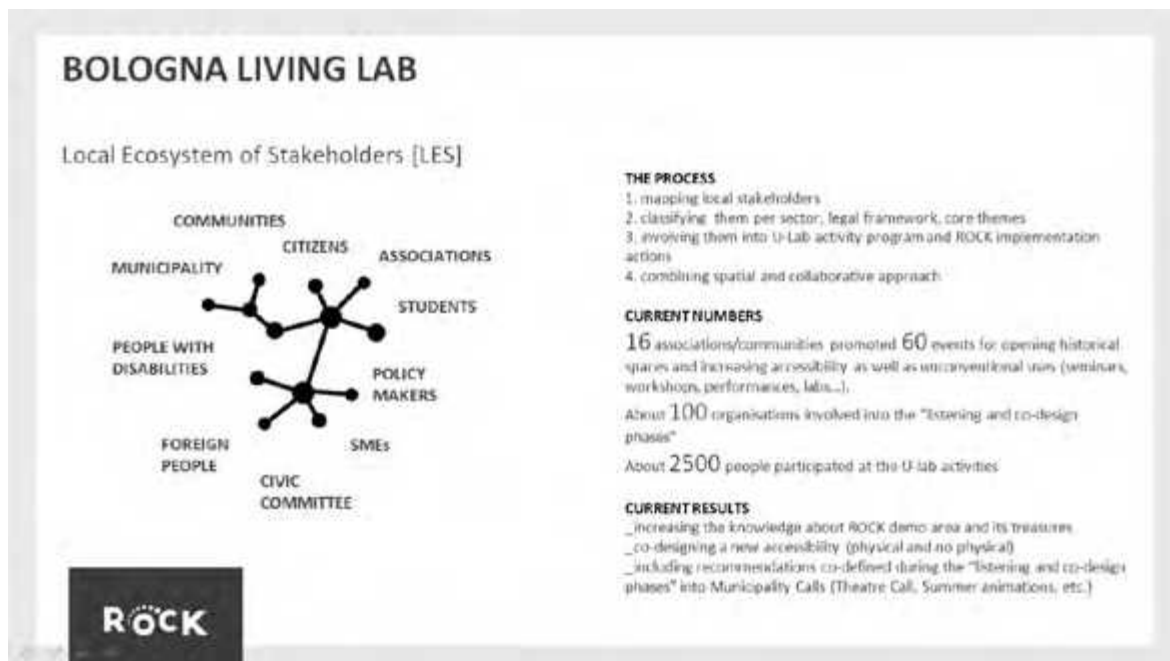 BOLOGNA LIVING LAB
Local Ecosystem of Stakeholders [LES]
COMMUNITIES
CITIZENS
ASSOCIATIONS
MUNICIPALITY
STUDENTS
PEOPLE WITH
DISABILITIES
POLICY
MAKERS
FOREIGN
PEOPLE
SMEs
CIVIC
COMMITTEE
ROCK
THE PROCESS
1. mapping local stakeholders
2. classifying them per sector, legal framework, core themes
3. involving them into U-Lab activity program and ROCK implementation
actions
4. combining spatial and collaborative approach
CURRENT NUMBERS
16 associations/communities promoted 60 events for opening historical
spaces and increasing accessibility as well as unconventional uses (seminars,
workshops, performances, labs...).
About 100 organisations involved into the "listening and co-design
phases"
About 2500 people participated at the U-lab activities
CURRENT RESULTS
_increasing the knowledge about ROCK demo area and its treasures
_co-designing a new accessibility (physical and no physical)
_including recommendations co-defined during the "listening and co-design
phases" into Municipality Calls (Theatre Call, Summer animations, etc.)